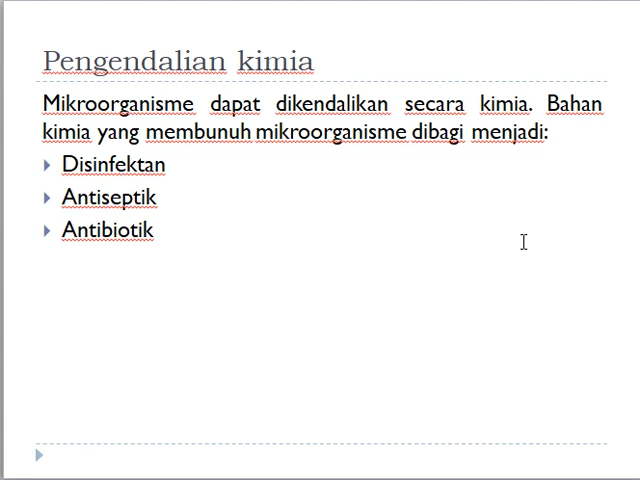 Pengendalian kimia
Mikroorganisme dapat dikendalikan secara kimia. Bahan
kimia yang membunuh mikroorganisme dibagi menjadi:
Disinfektan
Antiseptik
Antibiotik